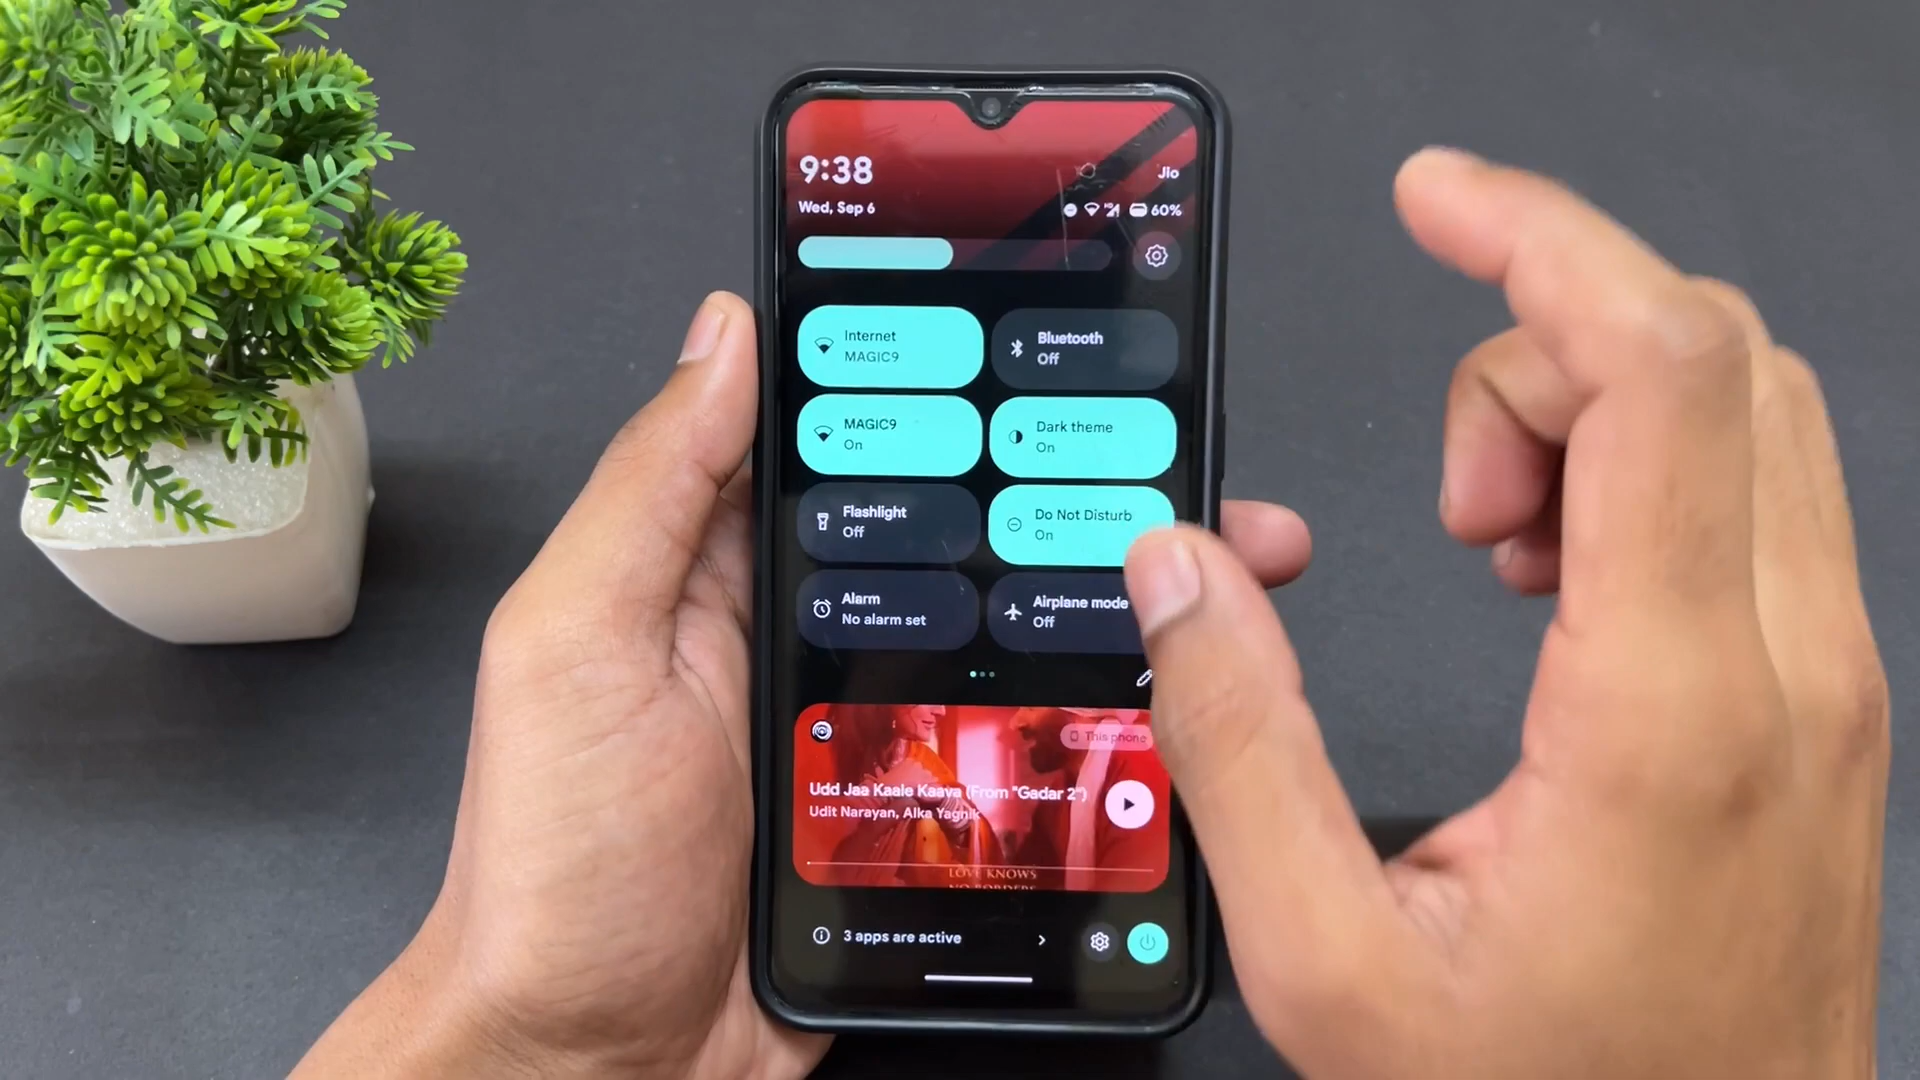 9:38
Jio
Wed, Sep 6
60%
Internet
MAGIC9
Bluetooth
Off
MAGIC9
On
Dark theme
On
Flashlight
Off
Do Not Disturb
On
Alarm
No alarm set
Airplane mode
Off
This phone
Udd Jaa Kaale Kaava (From "Gadar 2")
Udit Narayan, Alka Yagnik
LOVE KNOWS
NO BORDERS
3 apps are active